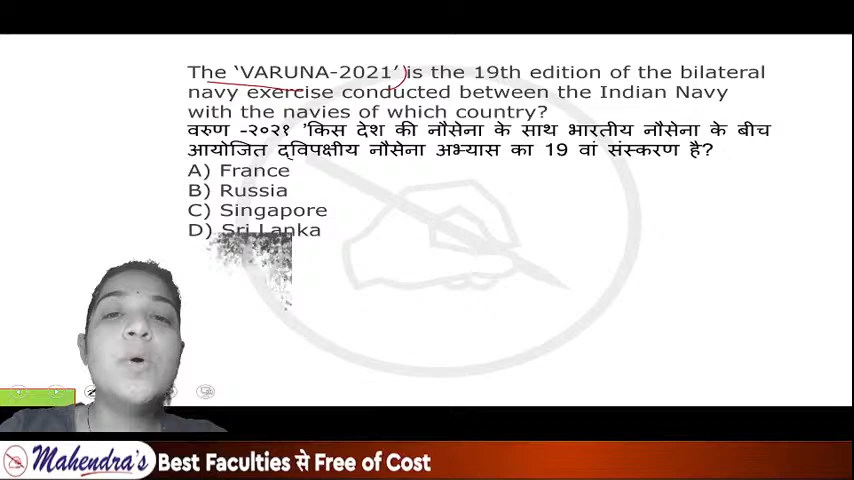 The ‘VARUNA-2021’ is the 19th edition of the bilateral
navy exercise conducted between the Indian Navy
with the navies of which country?
वरुण -२०२१ 'किस देश की नौसेना के साथ भारतीय नौसेना के बीच
आयोजित द्विपक्षीय नौसेना अभ्यास का 19 वां संस्करण है?
A) France
B) Russia
C) Singapore
D) Sri Lanka
Mahendra's Best Faculties से Free of Cost